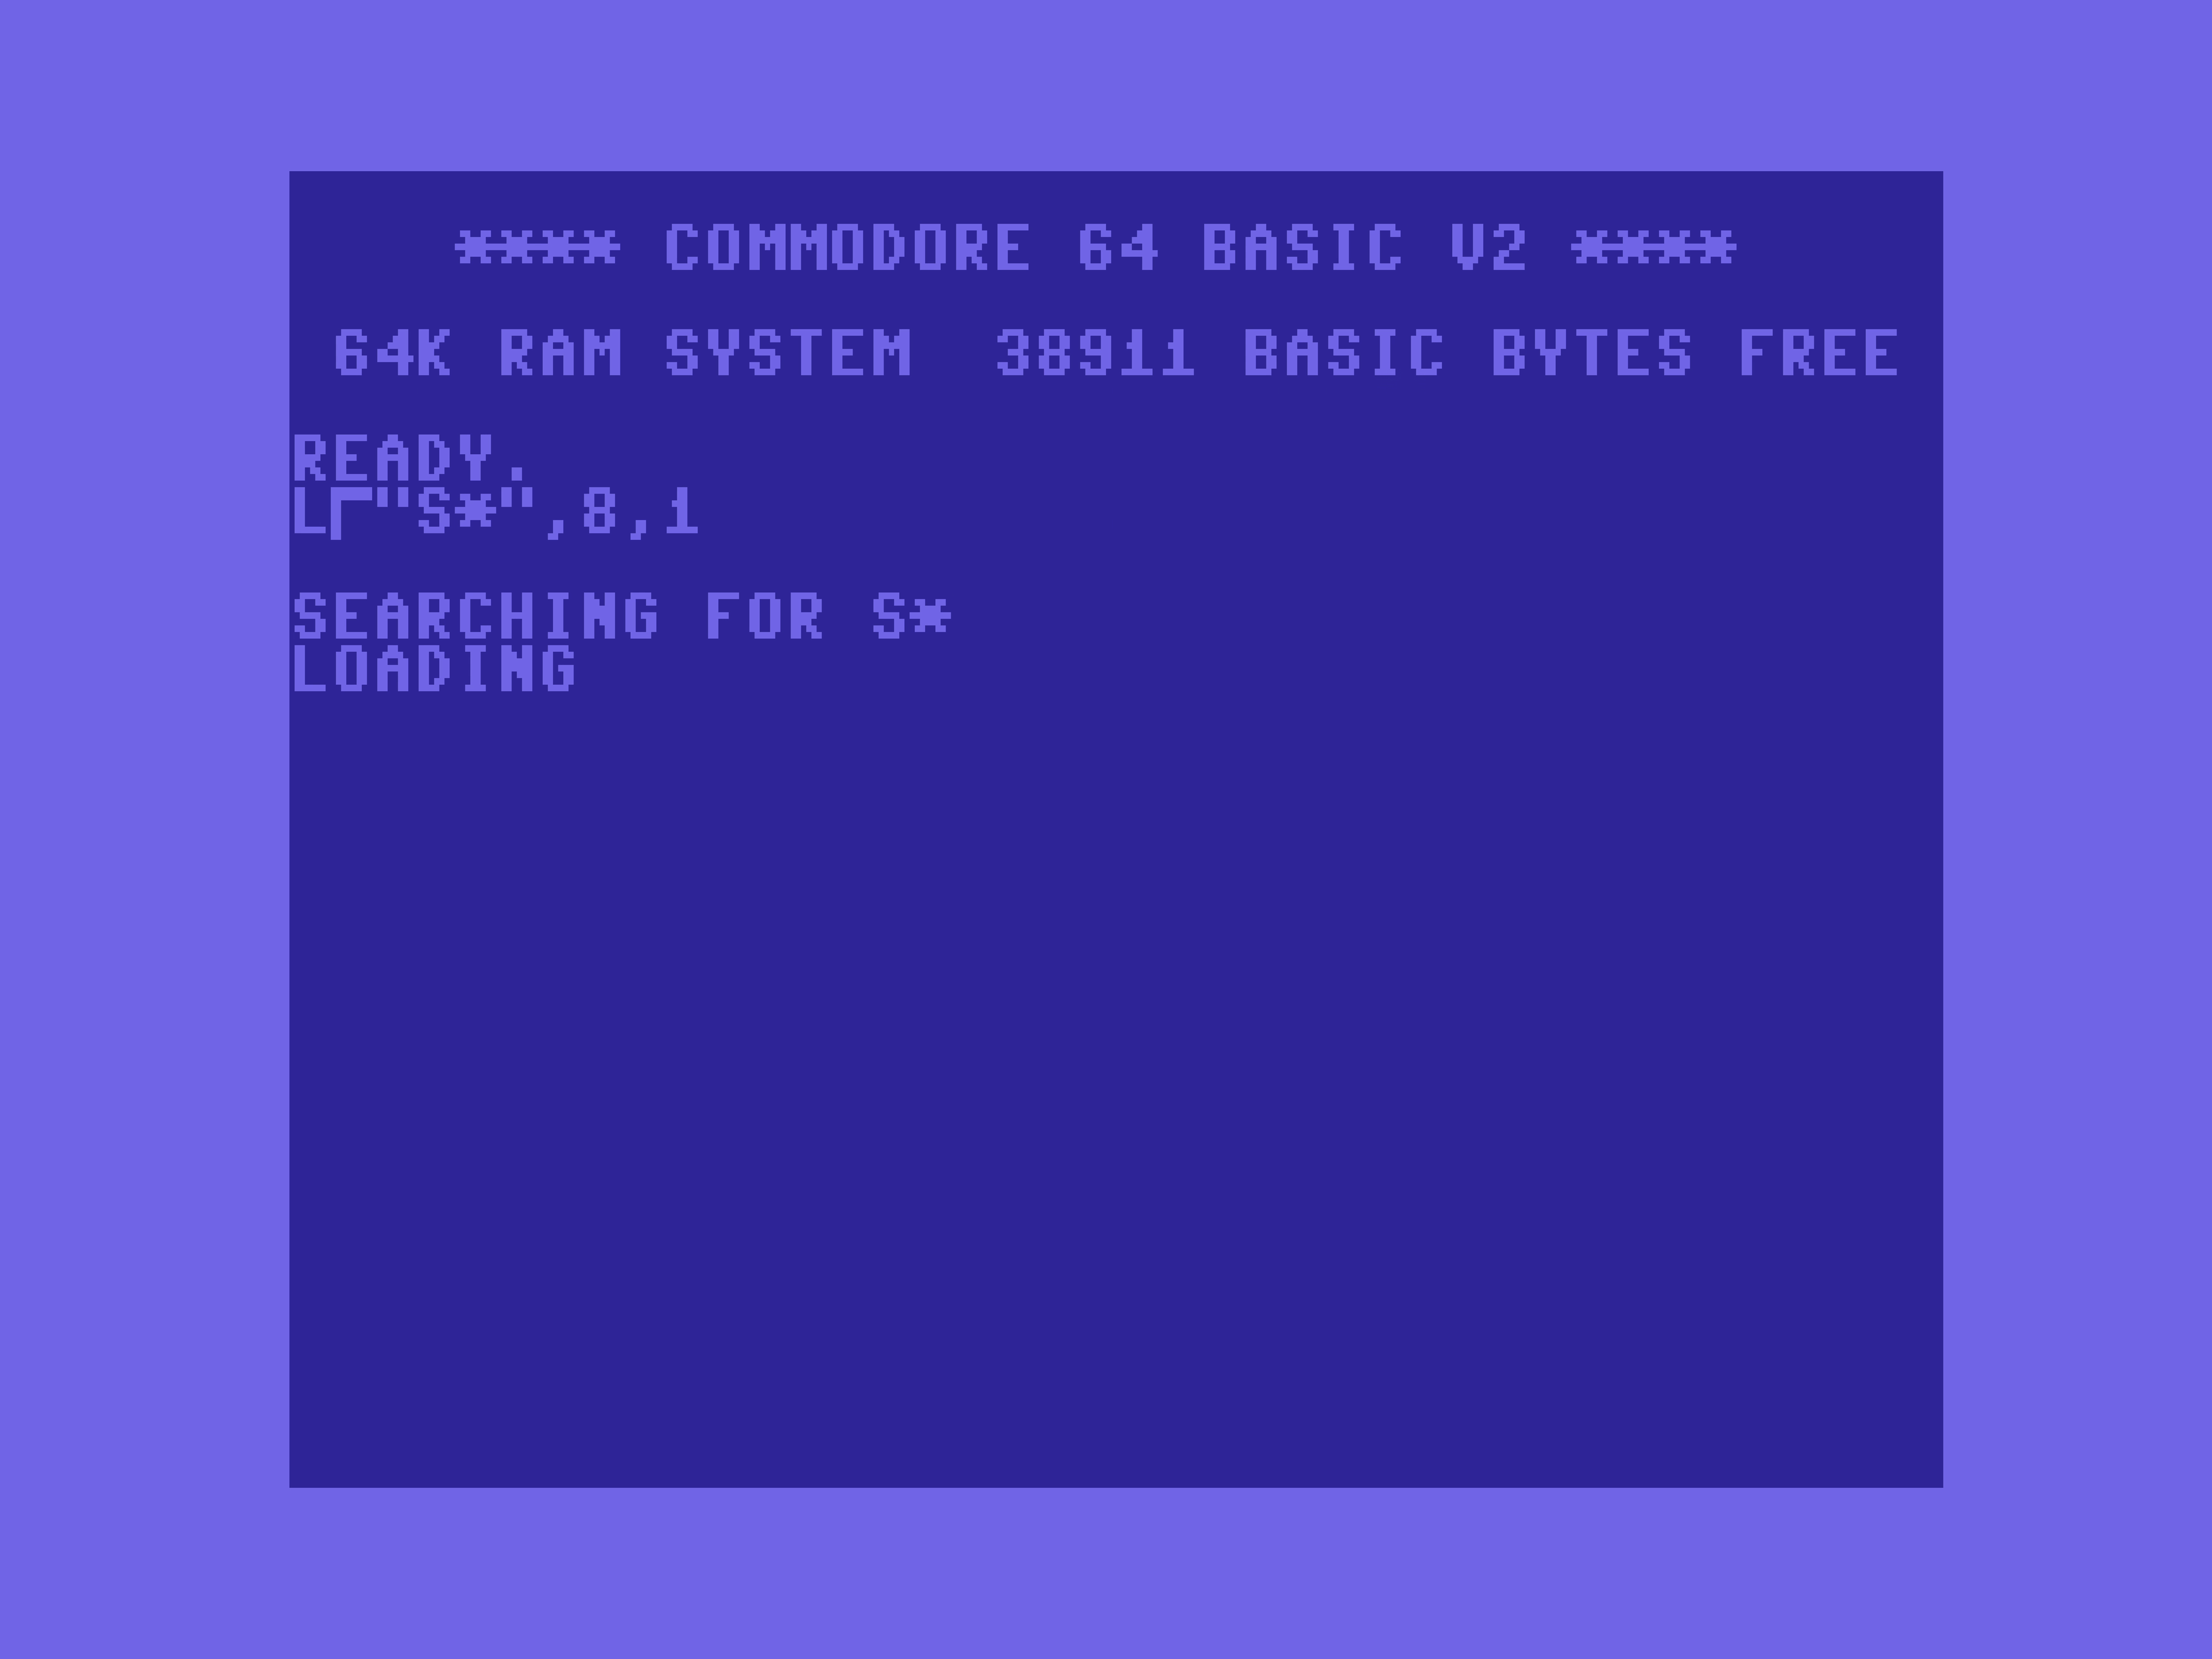 **** COMMODORE 64 BASIC V2 ****
64K RAM SYSTEM  38911 BASIC BYTES FREE
READY.
L┌"S*",8,1
SEARCHING FOR S*
LOADING